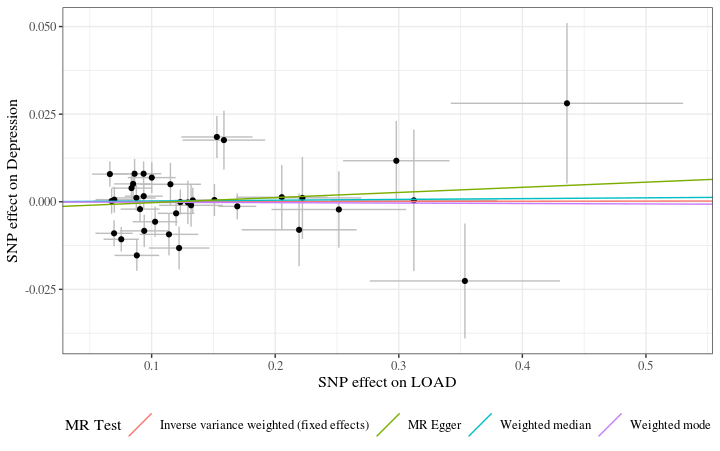 SNP effect on Depression
0.050
0.025
0.000
-0.025
0.1 0.2 0.3 0.4 0.5
SNP effect on LOAD
MR Test Inverse variance weighted (fixed effects) MR Egger Weighted median Weighted mode